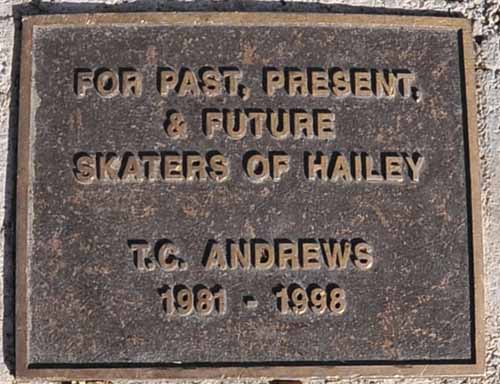 FOR PAST, PRESENT,
& FUTURE
SKATERS OF HAILEY
T.C. ANDREWS
1981 - 1998